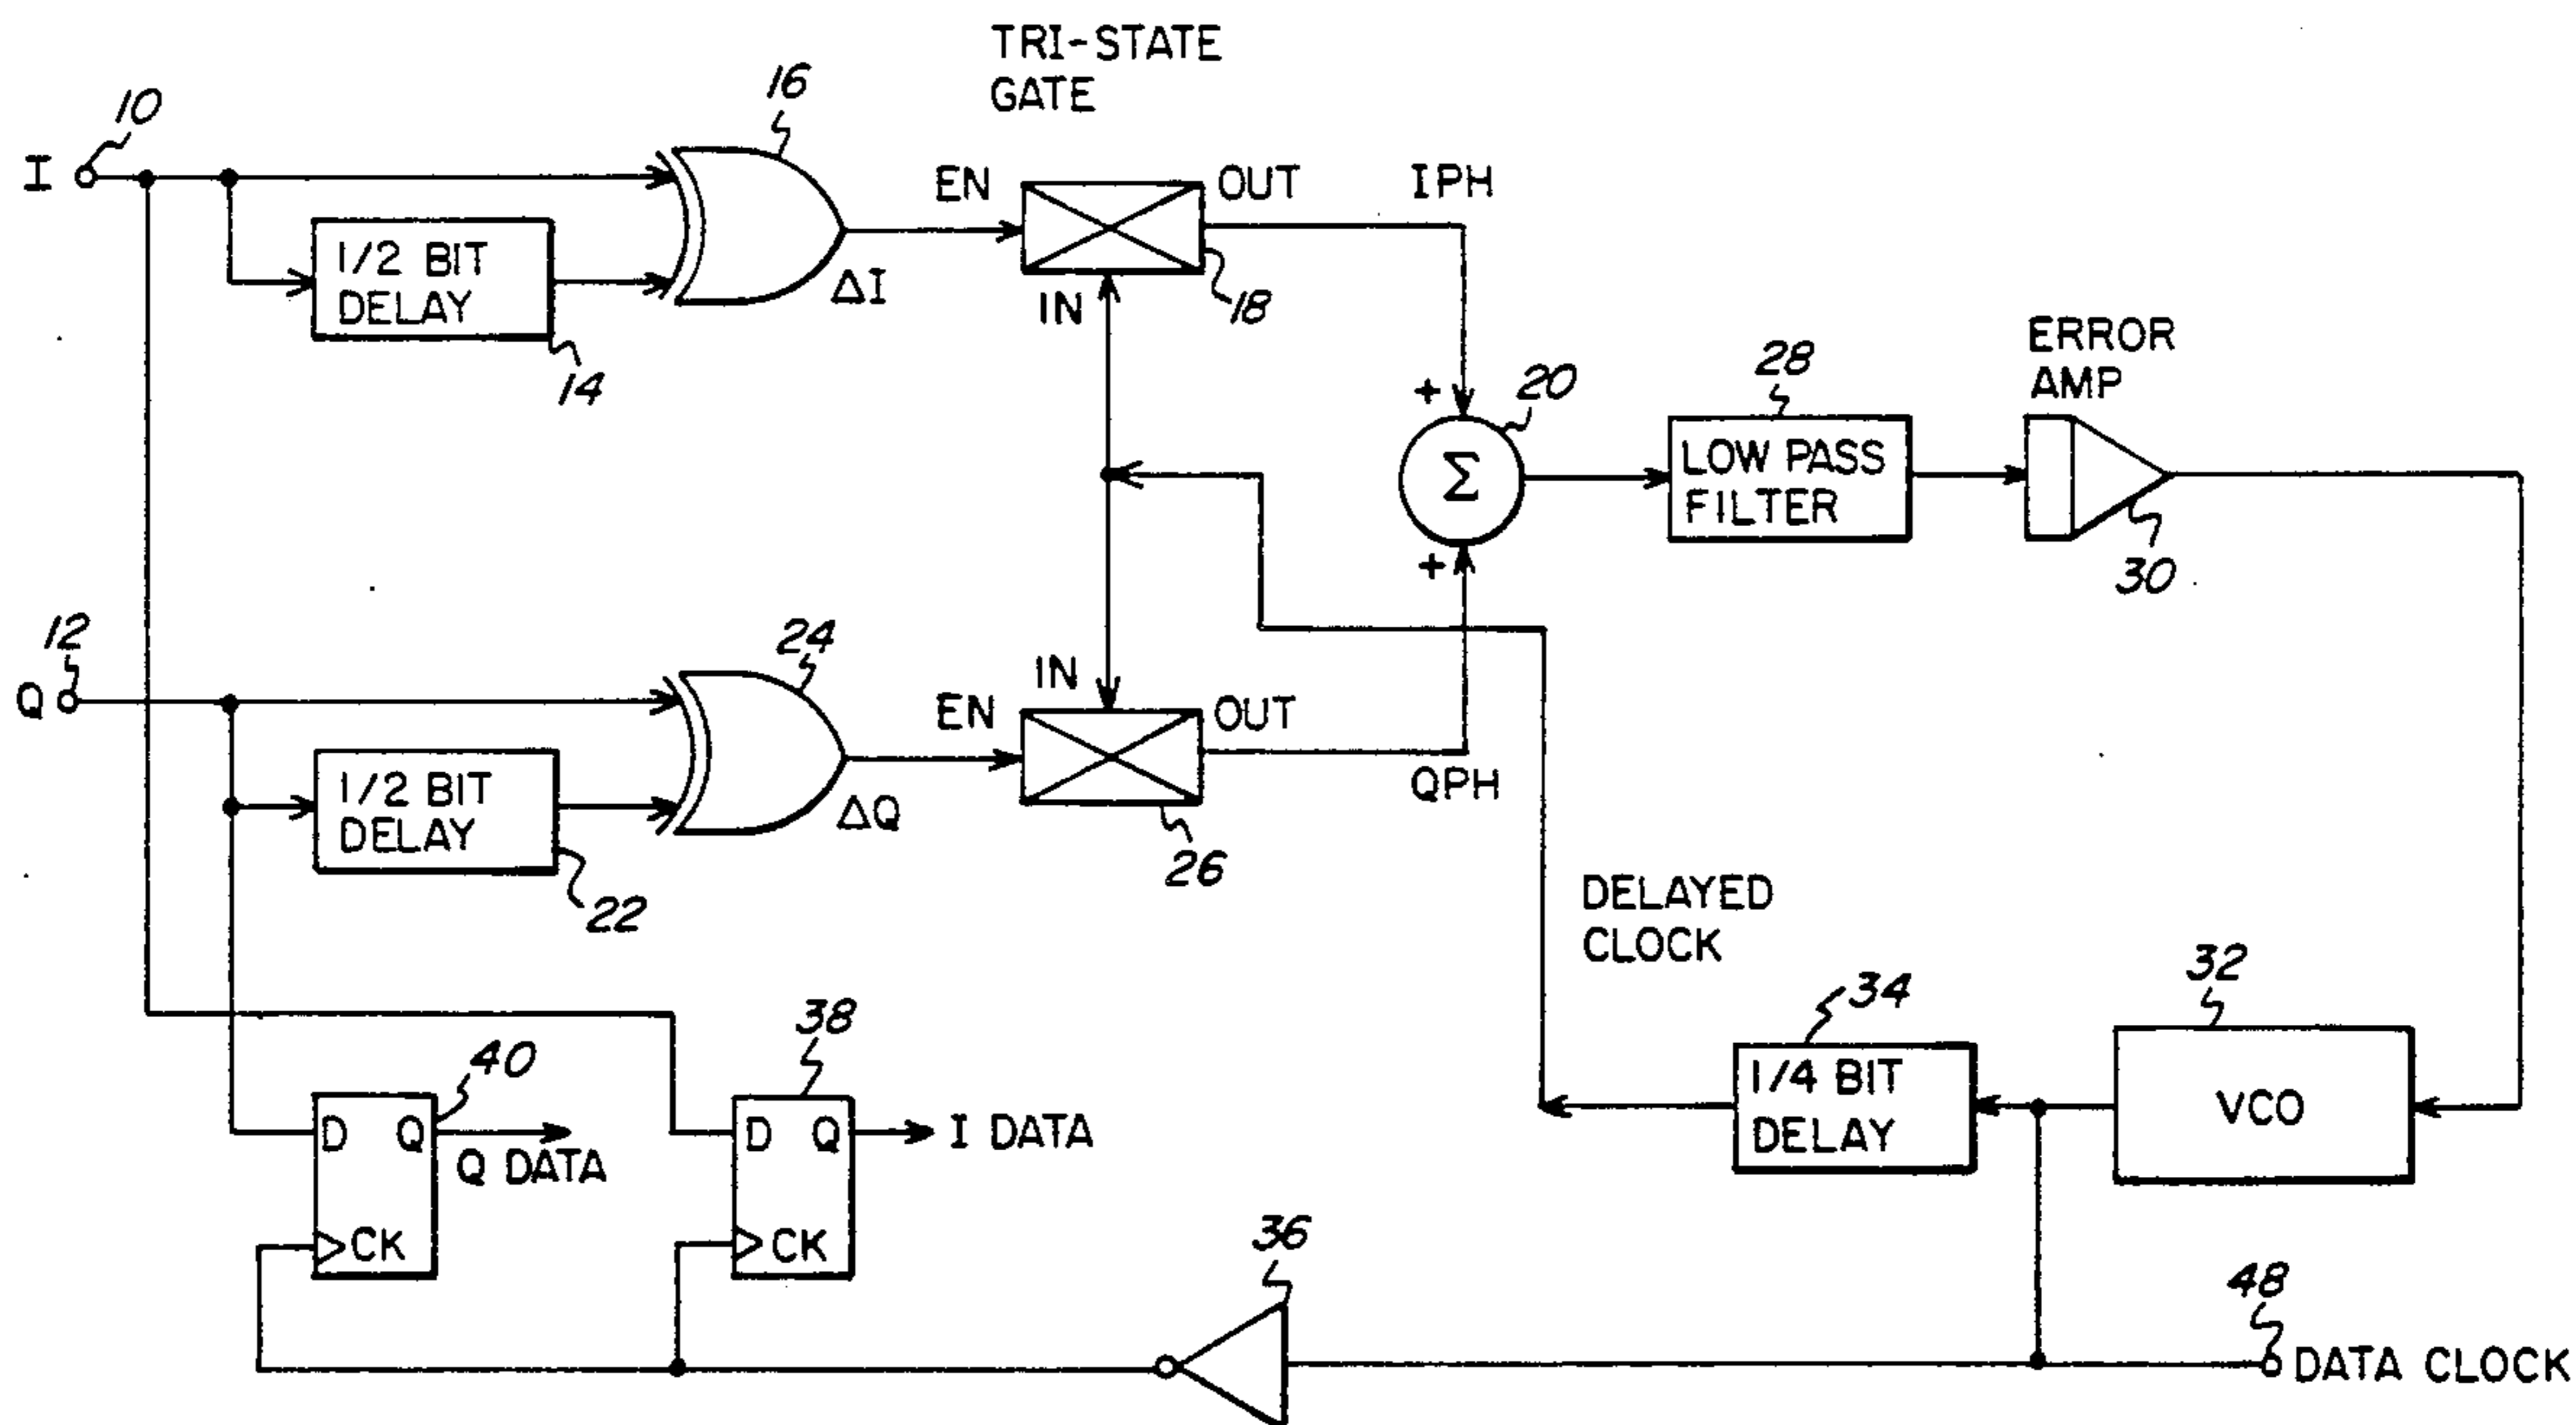 TRI-STATE
GATE
16
10
I
EN
OUT
IPH
1/2 BIT
DELAY
ΔI
IN
18
14
ERROR
AMP
28
20
+
Σ
LOW PASS
FILTER
+
30
12
24
Q
IN
EN
OUT
1/2 BIT
DELAY
ΔQ
QPH
26
22
DELAYED
CLOCK
32
34
38
40
1/4 BIT
DELAY
VCO
D Q
Q DATA
CK
D Q
I DATA
CK
36
48
DATA CLOCK